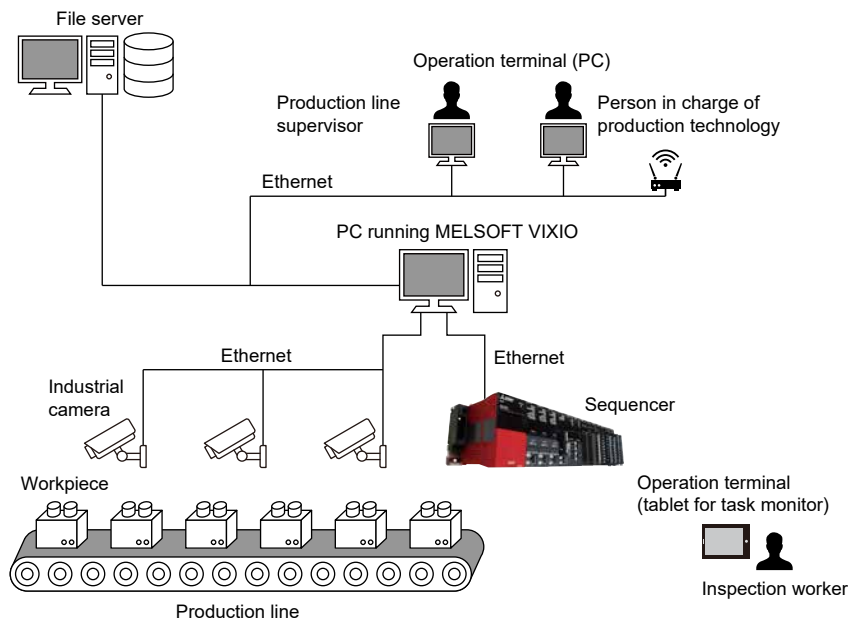 File server
Operation terminal (PC)
Production line
supervisor
Person in charge of
production technology
Ethernet
PC running MELSOFT VIXIO
Ethernet
Ethernet
Industrial
camera
Sequencer
Workpiece
Operation terminal
(tablet for task monitor)
Inspection worker
Production line